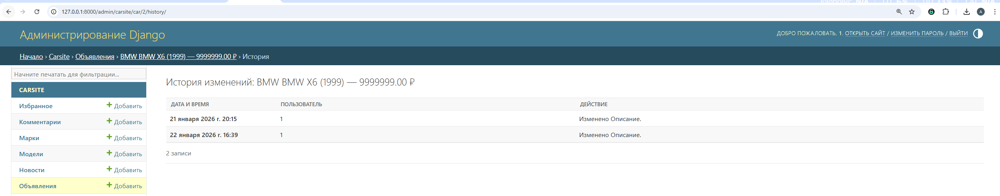 127.0.0.1:8000/admin/carsite/car/2/history/
A
Администрирование Django
ДОБРО ПОЖАЛОВАТЬ, 1. ОТКРЫТЬ САЙТ / ИЗМЕНИТЬ ПАРОЛЬ / ВЫЙТИ
Начало › Carsite › Объявления › BMW BMW X6 (1999) — 9999999.00 ₽ › История
Начните печатать для фильтрации...
CARSITE
Избранное + Добавить
Комментарии + Добавить
Марки + Добавить
Модели + Добавить
Новости + Добавить
Объявления + Добавить
История изменений: BMW BMW X6 (1999) — 9999999.00 ₽
ДАТА И ВРЕМЯ ПОЛЬЗОВАТЕЛЬ ДЕЙСТВИЕ
21 января 2026 г. 20:15 1 Изменено Описание.
22 января 2026 г. 16:39 1 Изменено Описание.
2 записи